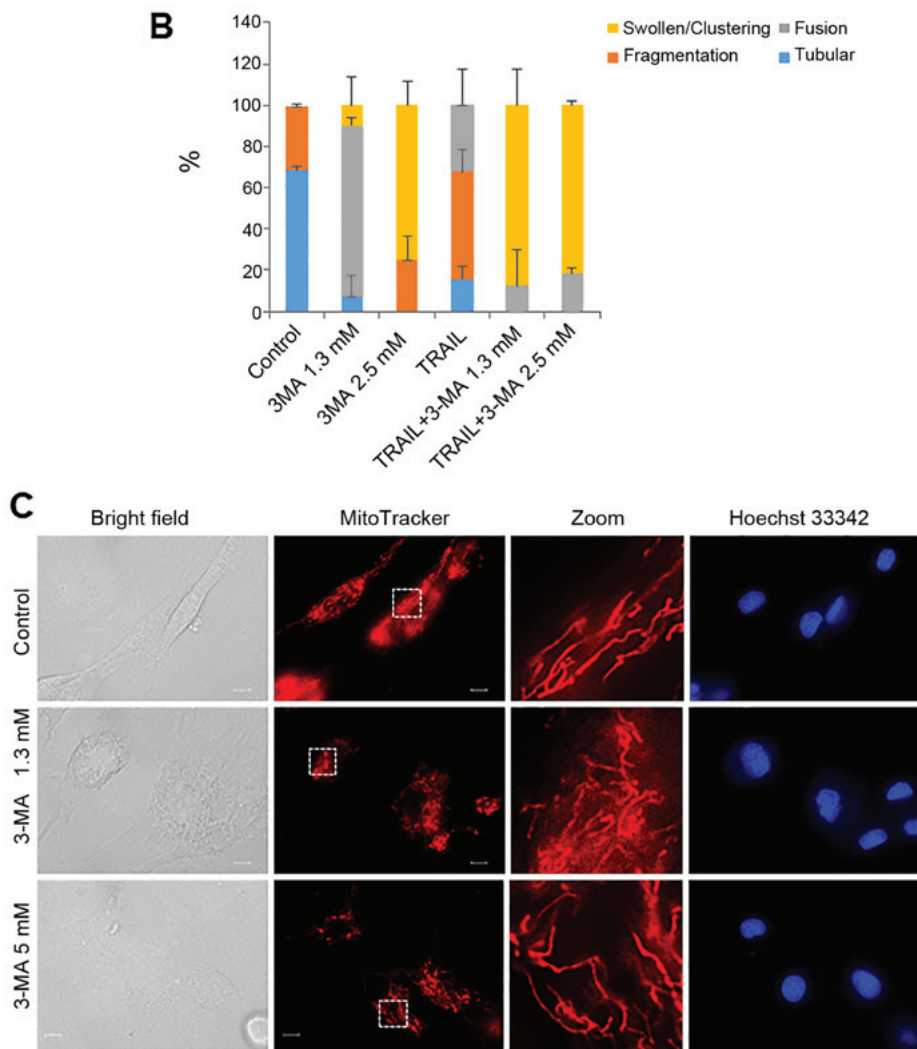 B
140
120
100
80
60
40
20
0
%
Swollen/Clustering
Fusion
Fragmentation
Tubular
Control
3MA 1.3 mM
3MA 2.5 mM
TRAIL
TRAIL+3-MA 1.3 mM
TRAIL+3-MA 2.5 mM
C
Bright field
MitoTracker
Zoom
Hoechst 33342
Control
3-MA 1.3 mM
3-MA 5 mM